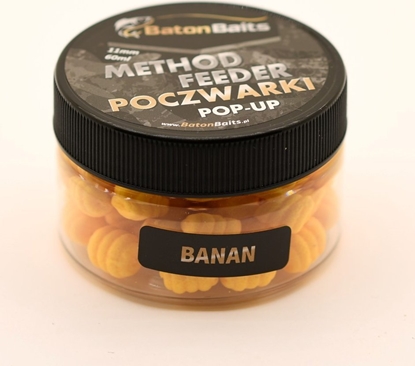 BatonBaits
11mm
60ml
METHOD
FEEDER
POCZWARKI
POP-UP
www.BatonBaits.pl
BANAN